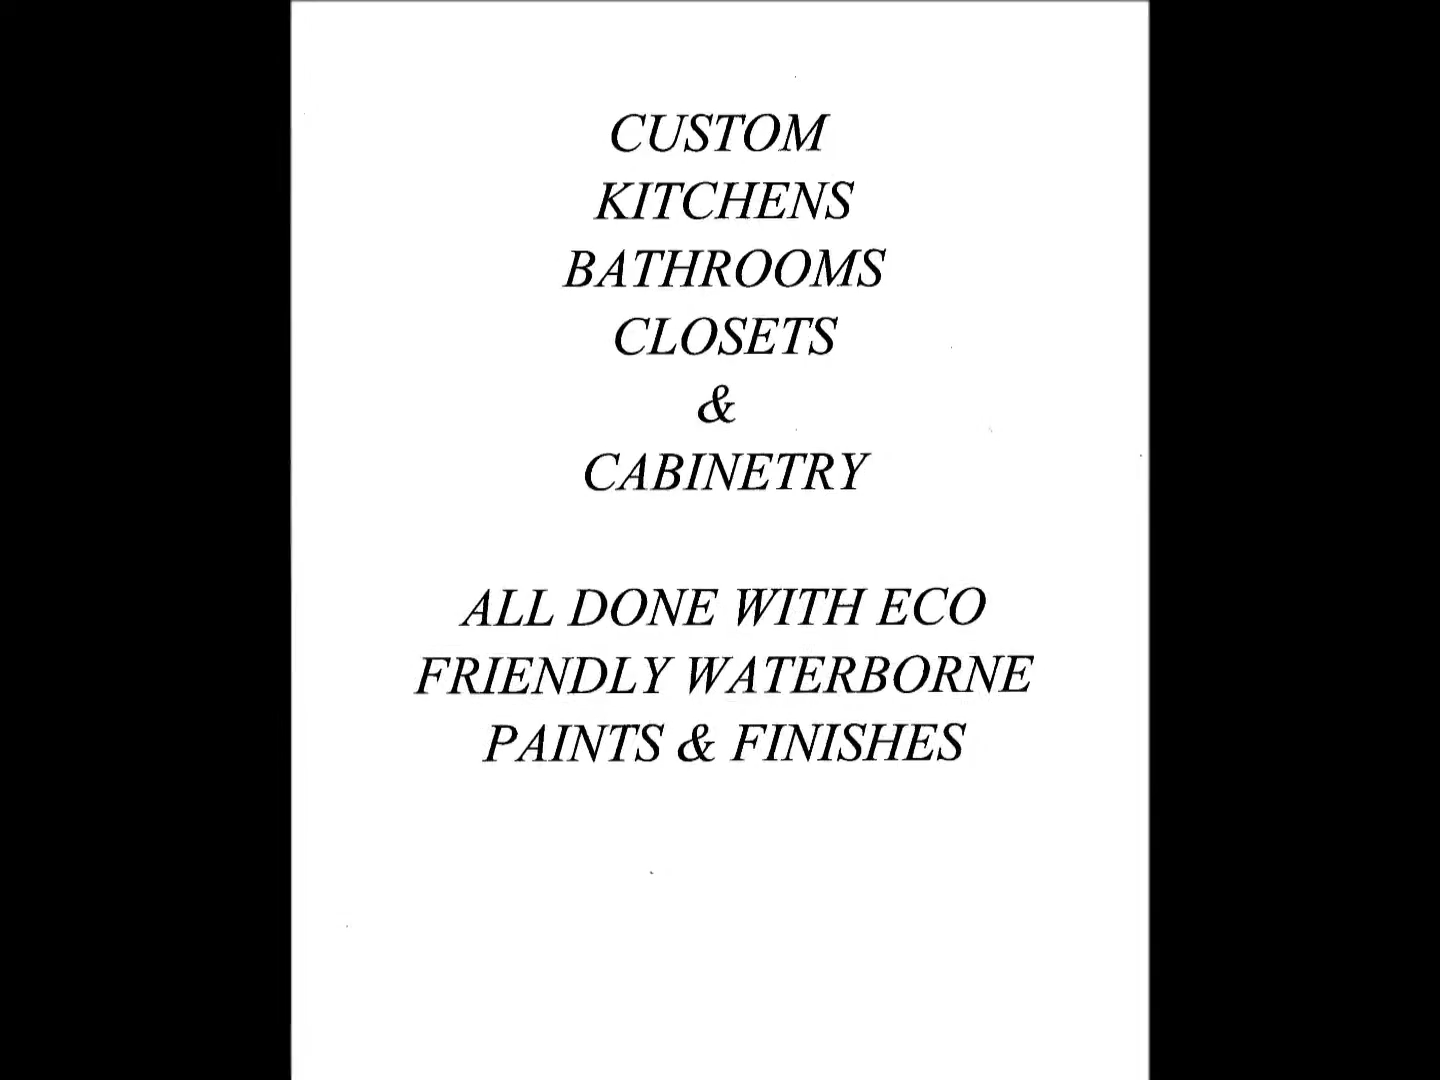 CUSTOM
KITCHENS
BATHROOMS
CLOSETS
&
CABINETRY
ALL DONE WITH ECO
FRIENDLY WATERBORNE
PAINTS & FINISHES